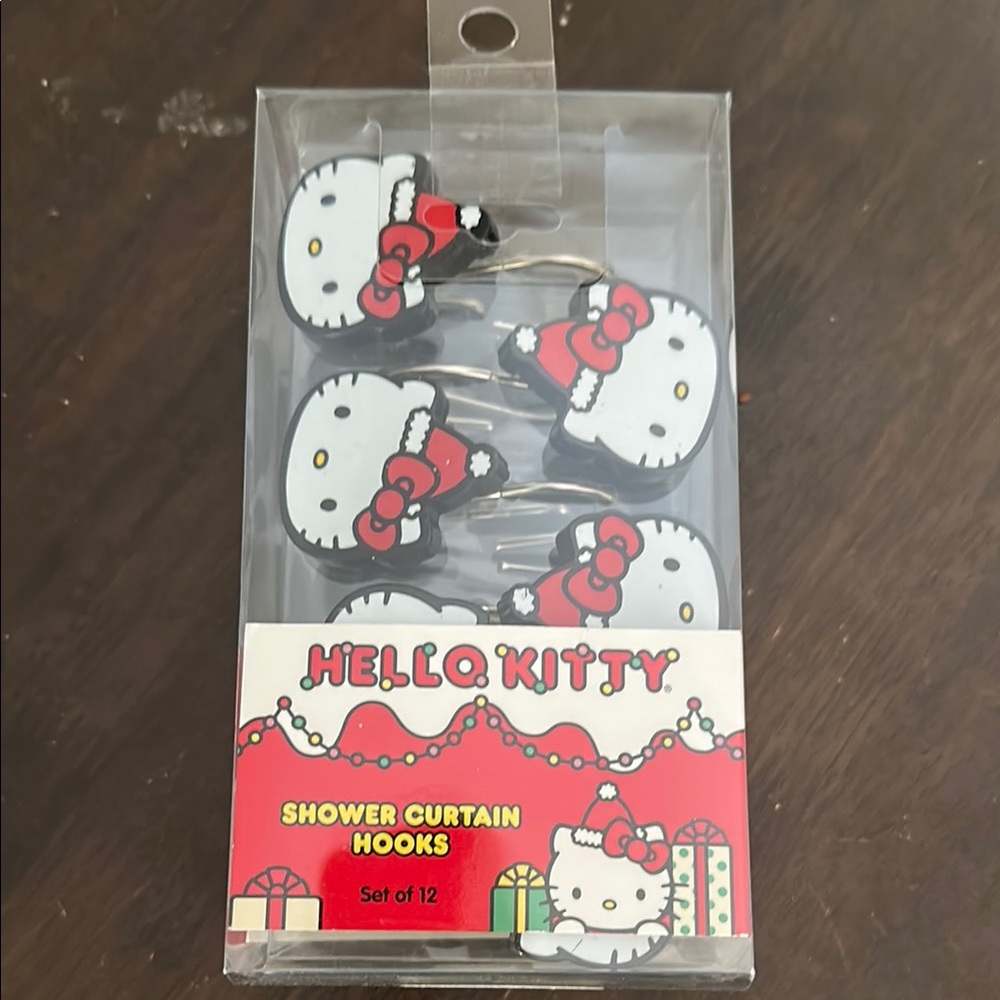 HELLO KITTY®
SHOWER CURTAIN
HOOKS
Set of 12